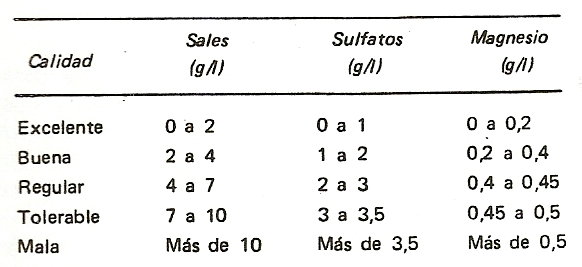 Calidad Sales (g/l) Sulfatos (g/l) Magnesio (g/l)
Excelente 0 a 2 0 a 1 0 a 0,2
Buena 2 a 4 1 a 2 0,2 a 0,4
Regular 4 a 7 2 a 3 0,4 a 0,45
Tolerable 7 a 10 3 a 3,5 0,45 a 0,5
Mala Más de 10 Más de 3,5 Más de 0,5